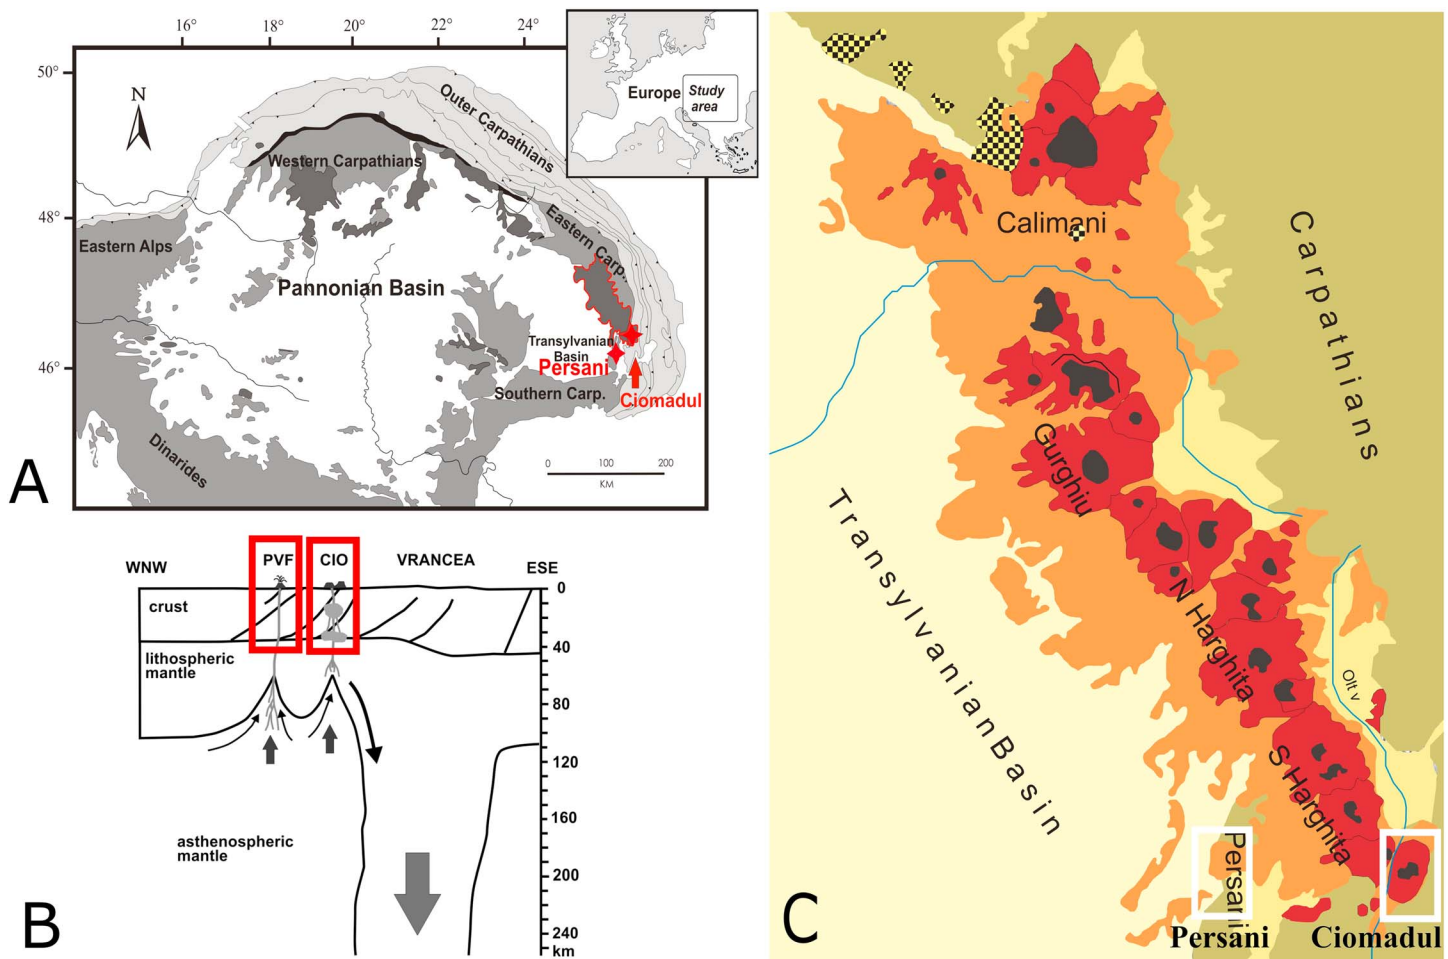 16°
18°
20°
22°
24°
50°
48°
46°
N
Europe
Study
area
Outer Carpathians
Western Carpathians
Eastern Carp.
Eastern Alps
Pannonian Basin
Transylvanian
Basin
Persani
Southern Carp.
Ciomadul
Dinarides
0
100
200
KM
A
WNW
PVF
CIO
VRANCEA
ESE
crust
lithospheric
mantle
asthenospheric
mantle
0
40
60
80
120
160
200
240
km
B
Calimani
Carpathians
Gurghiu
Transylvanian Basin
N Harghita
Olt v
S Harghita
Persani
Persani
Ciomadul
C